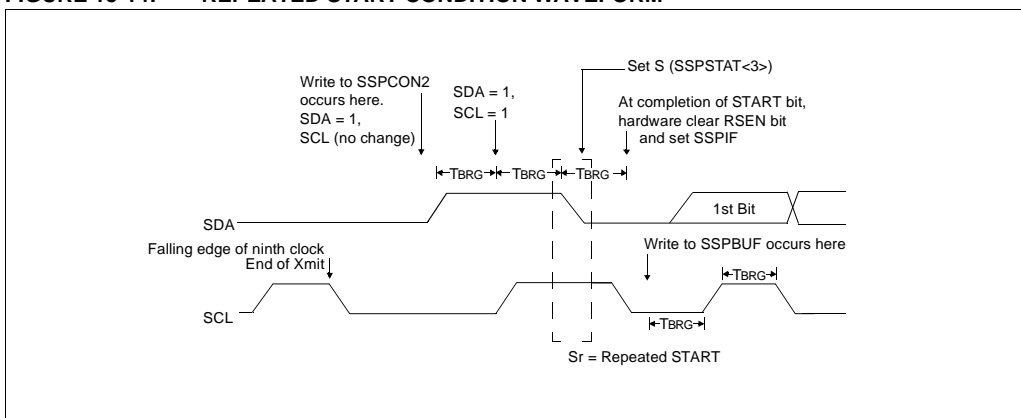 FIGURE 15-14: REPEATED START CONDITION WAVEFORM
Set S (SSPSTAT<3>)
Write to SSPCON2
occurs here.
SDA = 1,
SCL (no change)
SDA = 1,
SCL = 1
At completion of START bit,
hardware clear RSEN bit
and set SSPIF
TBRG
TBRG
TBRG
SDA
1st Bit
Falling edge of ninth clock
End of Xmit
Write to SSPBUF occurs here
TBRG
SCL
TBRG
Sr = Repeated START